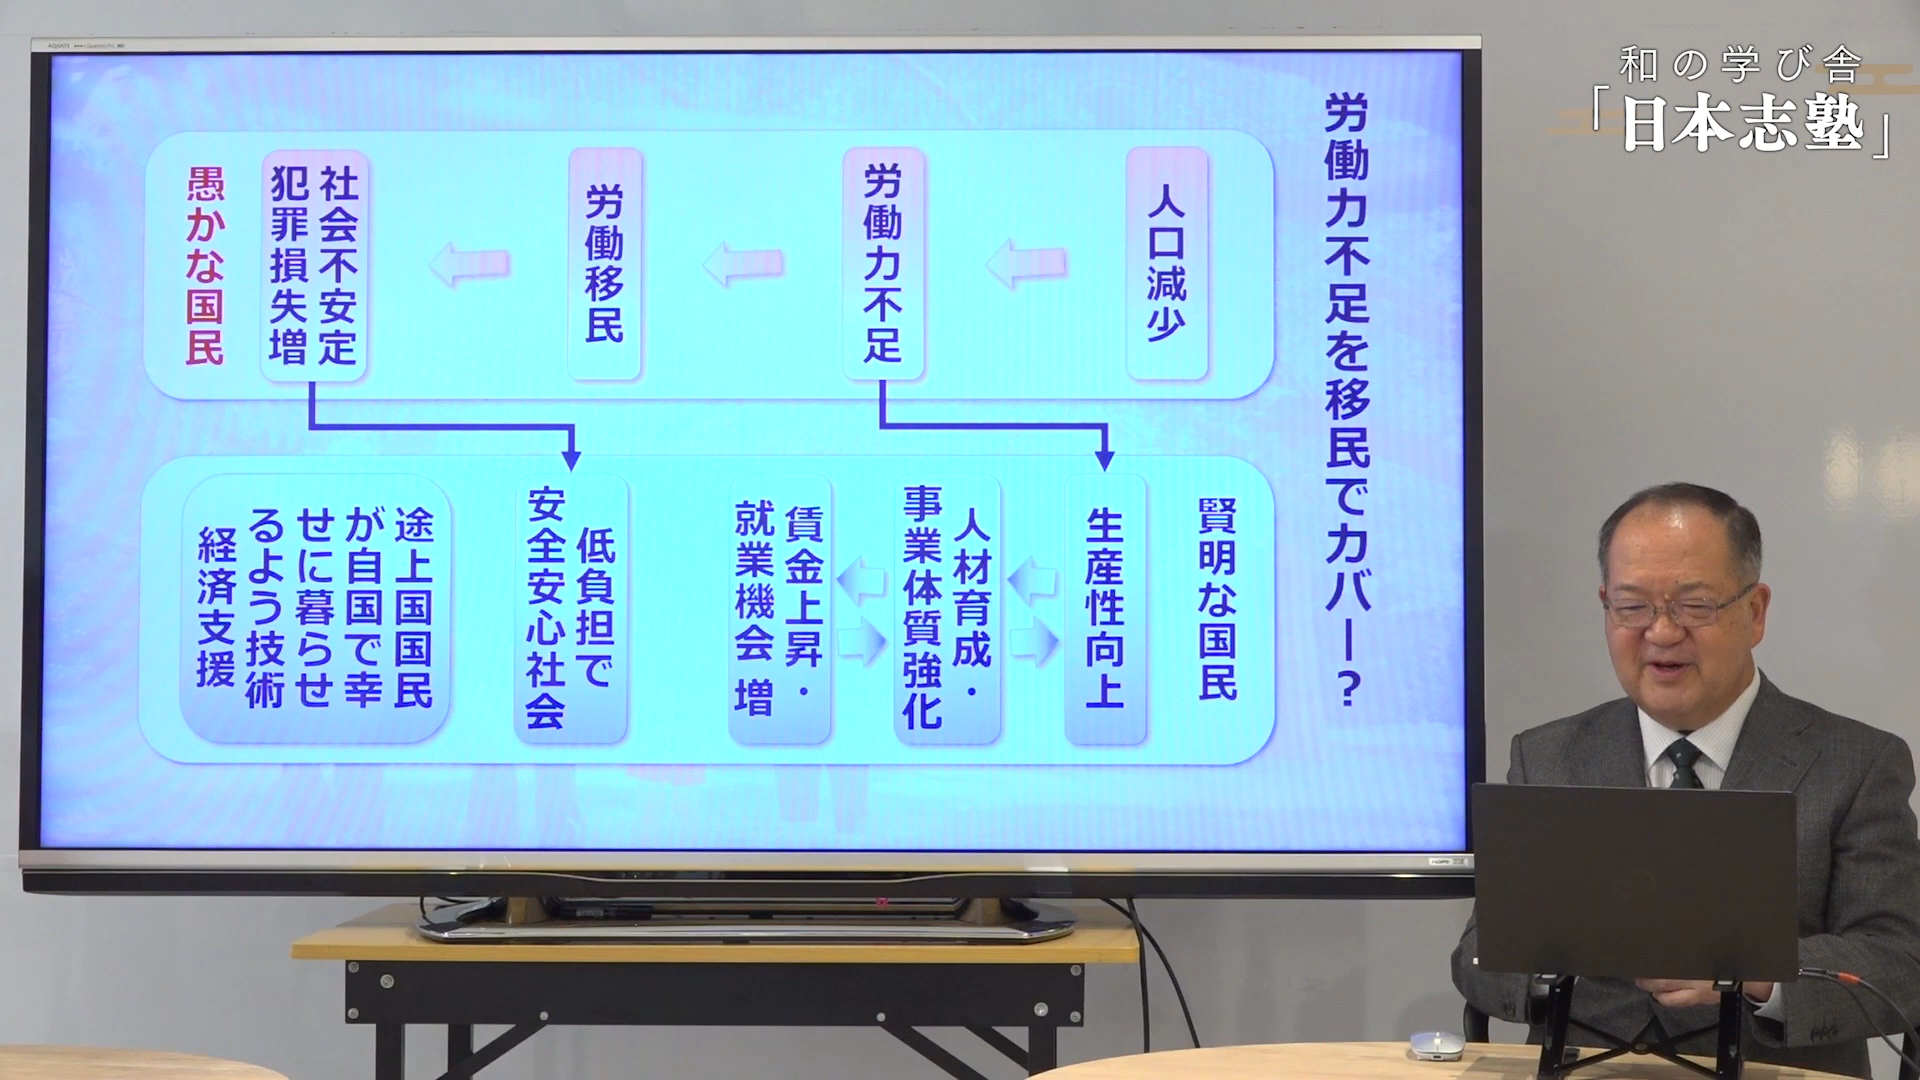 和の学び舎
「日本志塾」
労働力不足を移民でカバー？
人口減少
労働力不足
労働移民
社会不安定
犯罪損失増
愚かな国民
賢明な国民
生産性向上
人材育成・
事業体質強化
賃金上昇・
就業機会 増
低負担で
安全安心社会
途上国国民
が自国で幸
せに暮らせ
るよう技術
経済支援
AQUOS